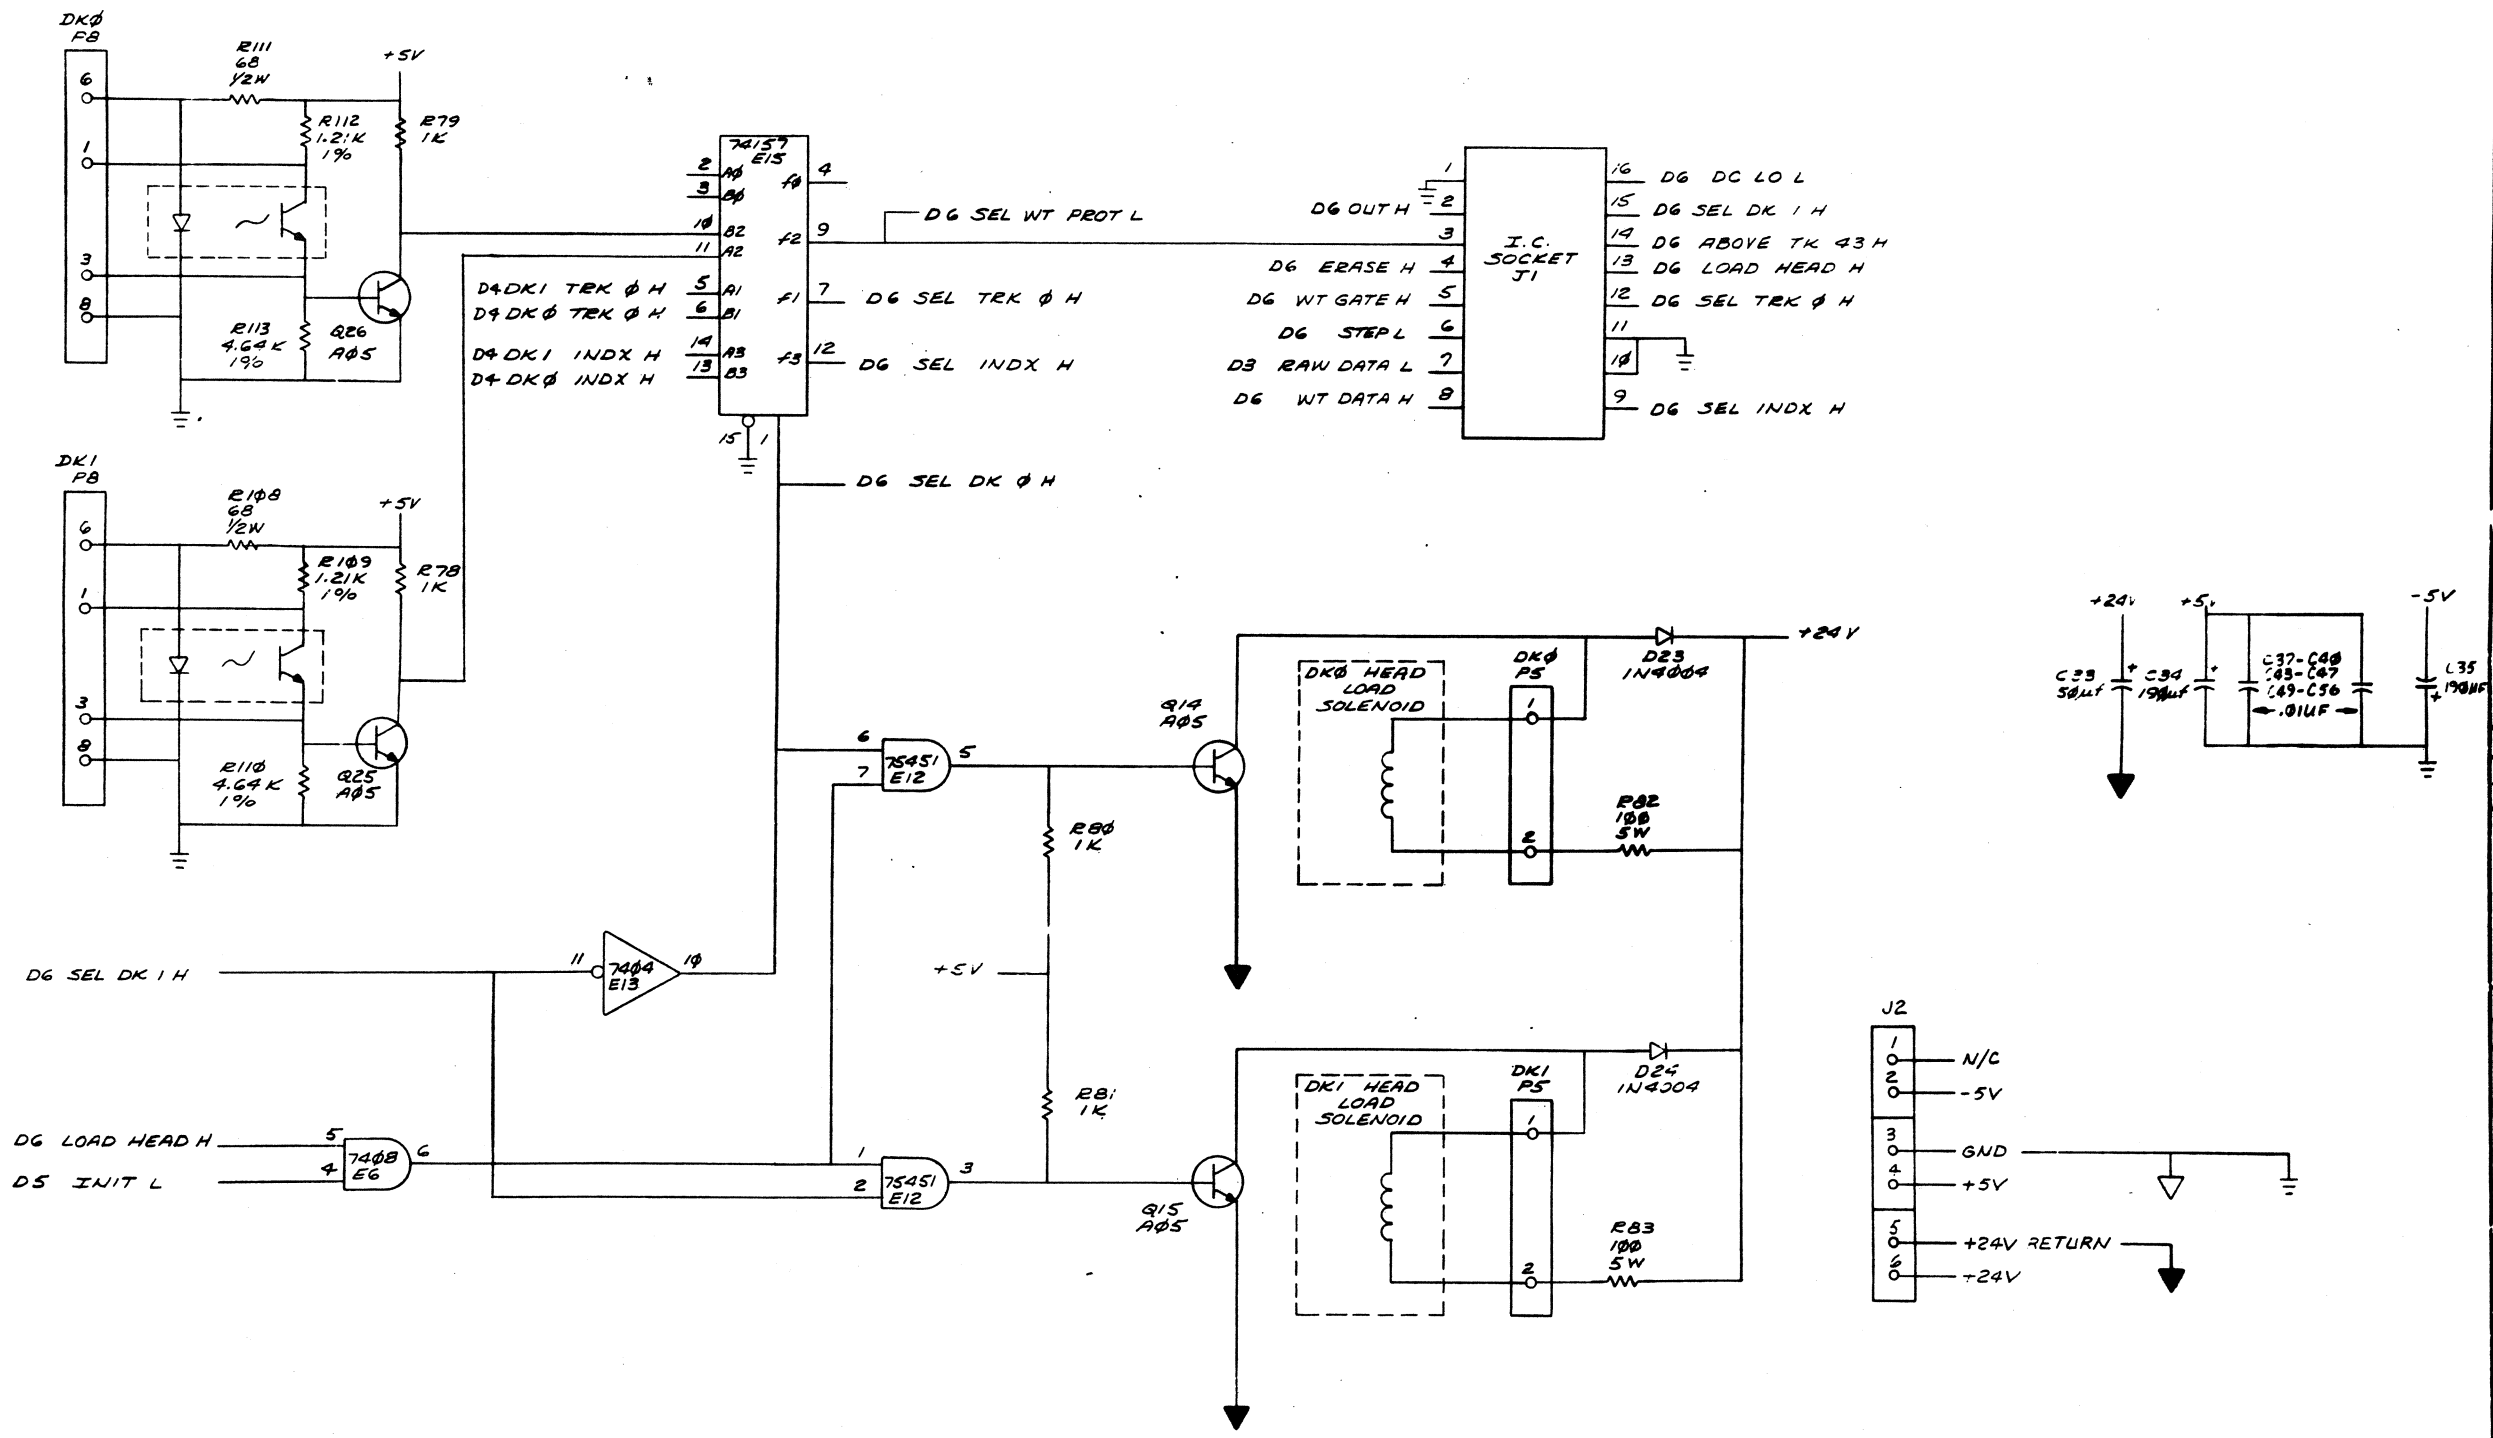 DKØ
P8
6
1
3
8
R111
68
1/2W
+5V
R112
1.21K
1%
R79
1K
R113
4.64K
1%
Q26
AØ5
DK1
P8
6
1
3
8
R1Ø8
68
1/2W
+5V
R1Ø9
1.21K
1%
R78
1K
R11Ø
4.64K
1%
Q25
AØ5
74157
E15
2 AØ
3 BØ
1Ø B2
11 A2
D4 DK1 TRK Ø H 5 A1
D4 DKØ TRK Ø H 6 B1
D4 DK1 INDX H 14 A3
D4 DKØ INDX H 13 B3
fØ 4
f2 9
D6 SEL WT PROT L
f1 7 D6 SEL TRK Ø H
f3 12 D6 SEL INDX H
15 1
D6 SEL DK Ø H
I.C.
SOCKET
J1
1
D6 OUT H 2
3
D6 ERASE H 4
D6 WT GATE H 5
D6 STEP L 6
D3 RAW DATA L 7
D6 WT DATA H 8
16 D6 DC LO L
15 D6 SEL DK 1 H
14 D6 ABOVE TK 43 H
13 D6 LOAD HEAD H
12 D6 SEL TRK Ø H
11
1Ø
9 D6 SEL INDX H
D6 SEL DK 1 H
11
7404
E13
1Ø
6
7
75451
E12
5
R8Ø
1K
+5V
R81
1K
Q14
AØ5
DKØ HEAD
LOAD
SOLENOID
DKØ
P5
1
2
D23
1N4004
+24V
R82
1ØØ
5W
D6 LOAD HEAD H
D5 INIT L
5
4
7408
E6
6
1
2
75451
E12
3
Q15
AØ5
DK1 HEAD
LOAD
SOLENOID
DK1
P5
1
2
D24
1N4004
R83
1ØØ
5W
+24V
+5V
-5V
+
C33
50µf
+
C34
C37-C4Ø
C43-C47
C49-C56
.01UF
+
C35
J2
1 N/C
2 -5V
3 GND
4 +5V
5 +24V RETURN
6 +24V